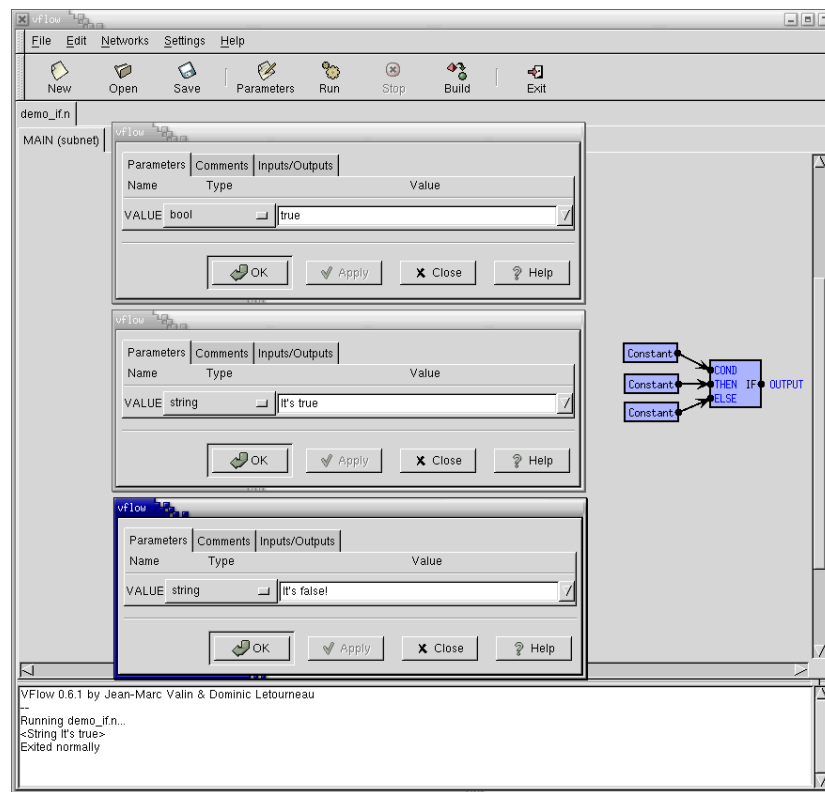 vflow
File Edit Networks Settings Help
New Open Save Parameters Run Stop Build Exit
demo_if.n
MAIN (subnet)
vflow
Parameters Comments Inputs/Outputs
Name Type Value
VALUE bool true
OK Apply Close Help
vflow
Parameters Comments Inputs/Outputs
Name Type Value
VALUE string It's true
OK Apply Close Help
vflow
Parameters Comments Inputs/Outputs
Name Type Value
VALUE string It's false!
OK Apply Close Help
Constant
COND
Constant THEN IF OUTPUT
ELSE
Constant
VFlow 0.6.1 by Jean-Marc Valin & Dominic Letourneau
--
Running demo_if.n...
<String It's true>
Exited normally